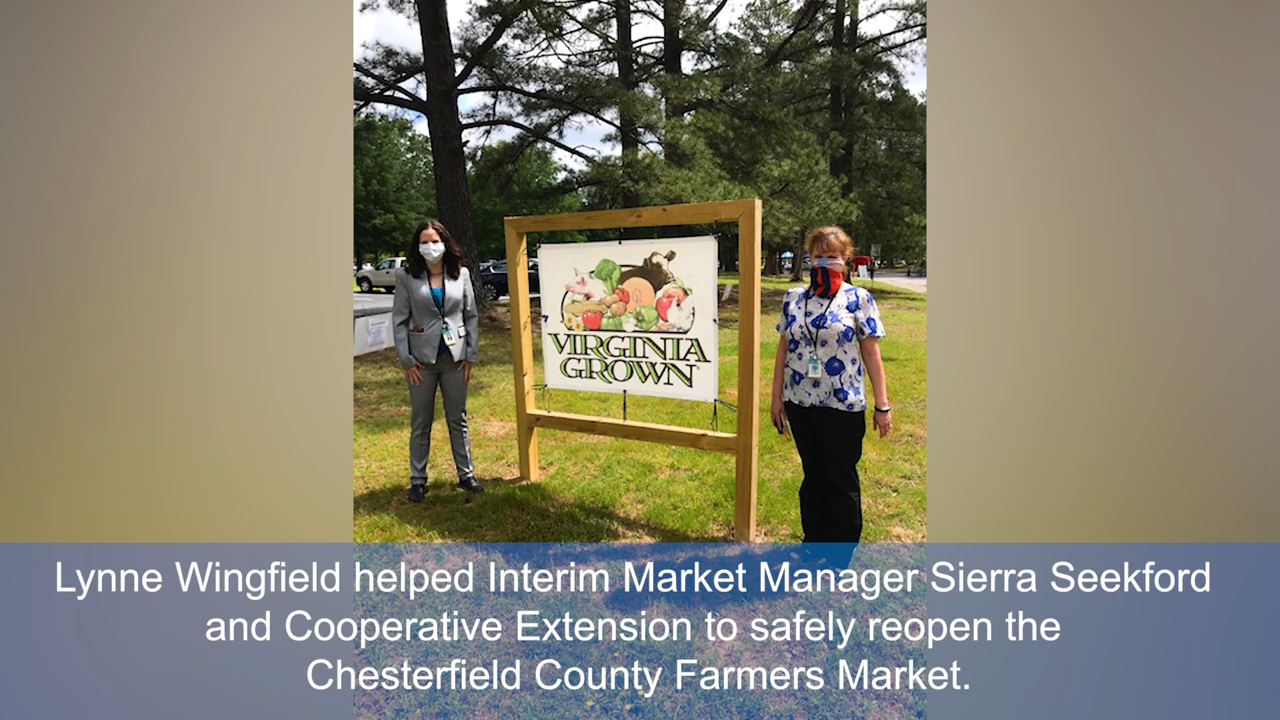 VIRGINIA
GROWN
Lynne Wingfield helped Interim Market Manager Sierra Seekford
and Cooperative Extension to safely reopen the
Chesterfield County Farmers Market.